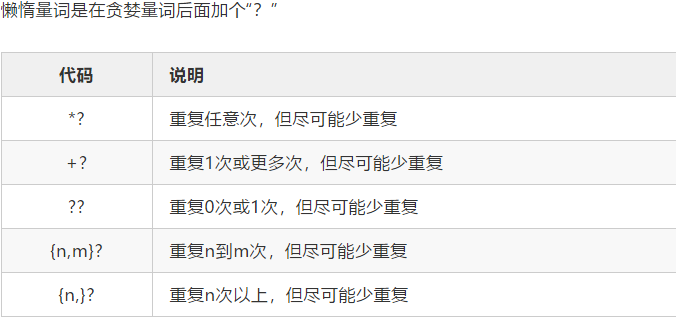 懒惰量词是在贪婪量词后面加个“？”
代码 说明
*? 重复任意次，但尽可能少重复
+? 重复1次或更多次，但尽可能少重复
?? 重复0次或1次，但尽可能少重复
{n,m}? 重复n到m次，但尽可能少重复
{n,}? 重复n次以上，但尽可能少重复